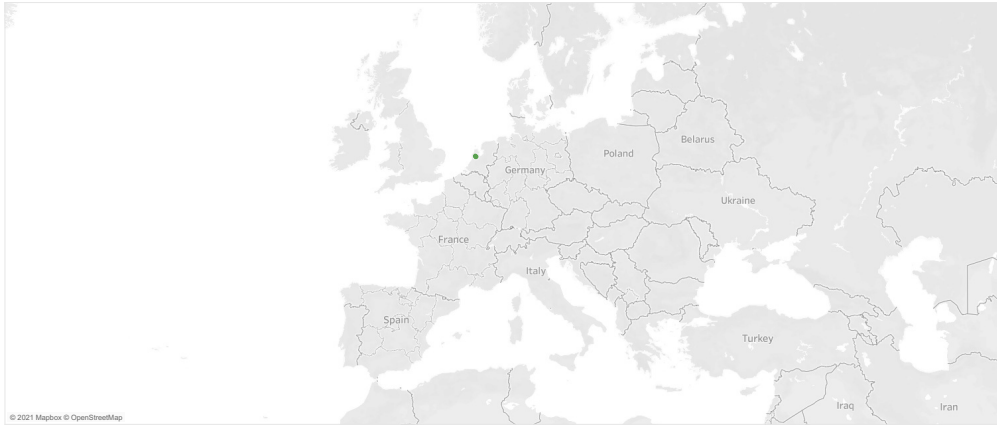 Belarus
Poland
Germany
Ukraine
France
Italy
Spain
Turkey
Iraq
Iran
© 2021 Mapbox © OpenStreetMap